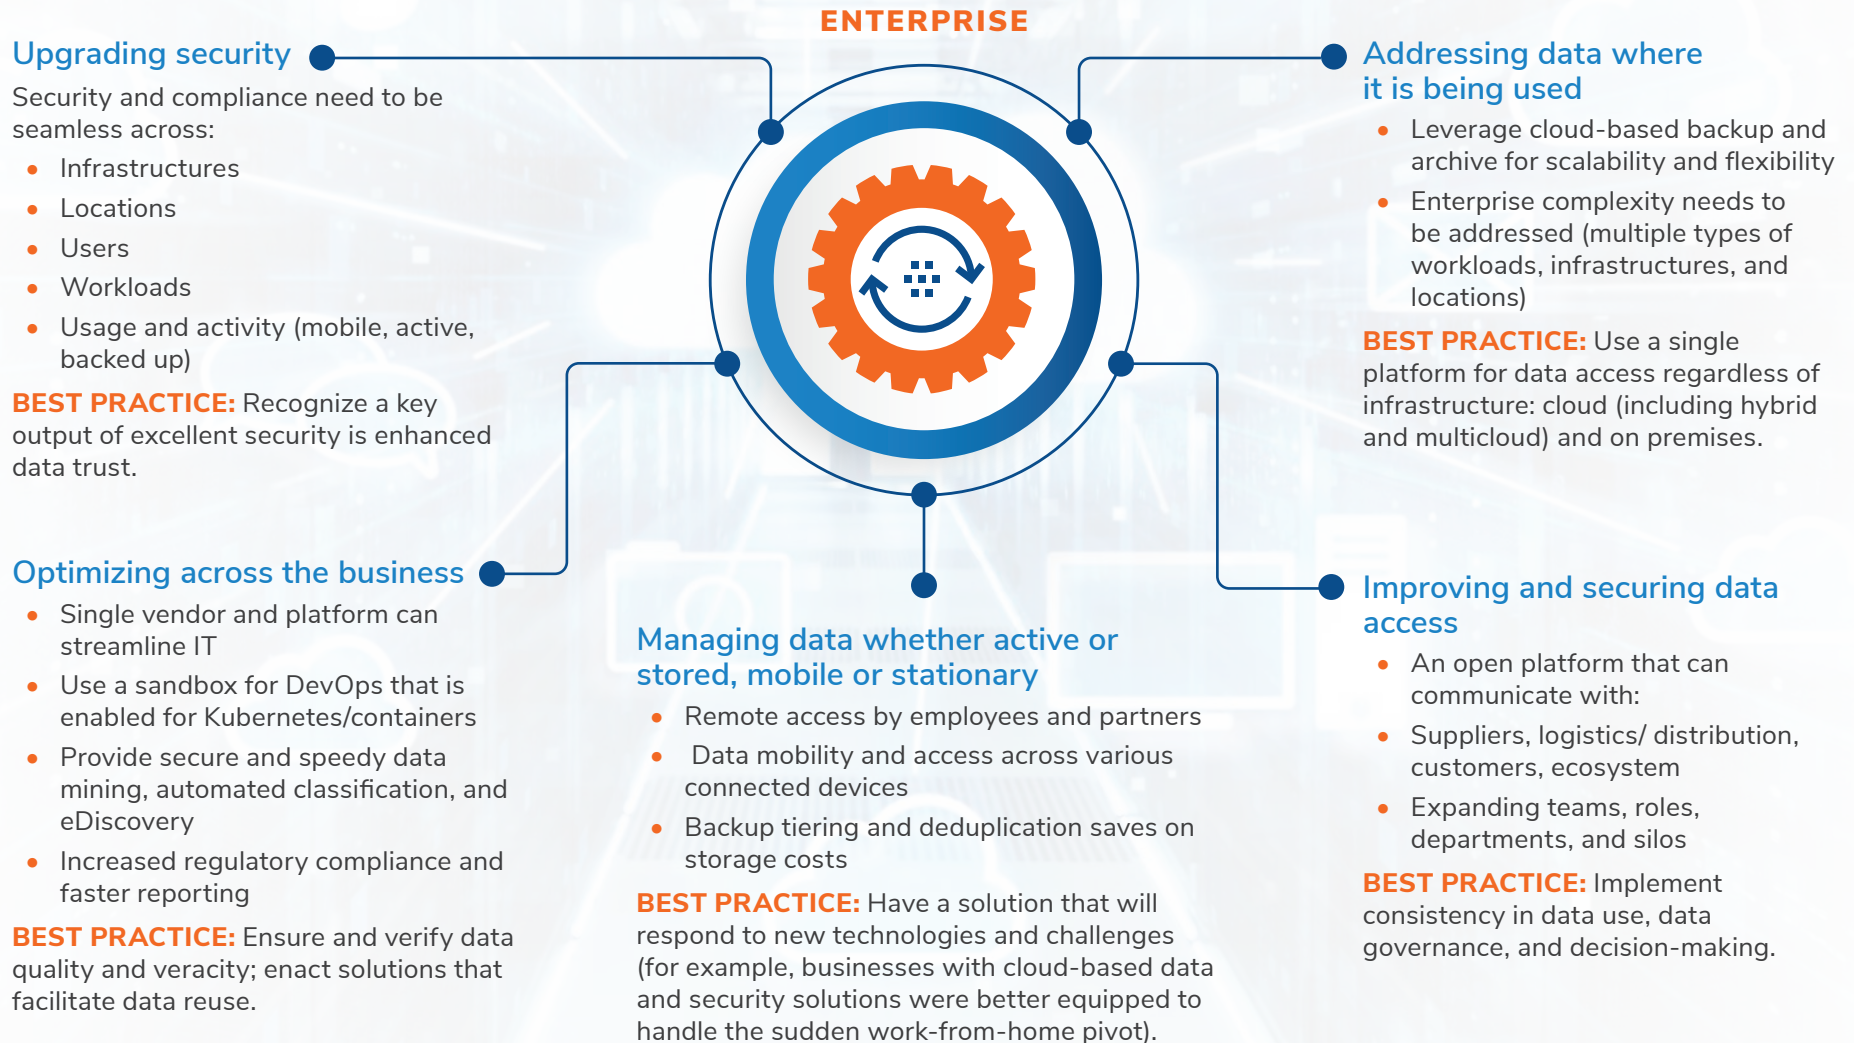 ENTERPRISE
Upgrading security
Security and compliance need to be
seamless across:
• Infrastructures
• Locations
• Users
• Workloads
• Usage and activity (mobile, active,
backed up)
BEST PRACTICE: Recognize a key
output of excellent security is enhanced
data trust.
Addressing data where
it is being used
• Leverage cloud-based backup and
archive for scalability and flexibility
• Enterprise complexity needs to
be addressed (multiple types of
workloads, infrastructures, and
locations)
BEST PRACTICE: Use a single
platform for data access regardless of
infrastructure: cloud (including hybrid
and multicloud) and on premises.
Optimizing across the business
• Single vendor and platform can
streamline IT
• Use a sandbox for DevOps that is
enabled for Kubernetes/containers
• Provide secure and speedy data
mining, automated classification, and
eDiscovery
• Increased regulatory compliance and
faster reporting
BEST PRACTICE: Ensure and verify data
quality and veracity; enact solutions that
facilitate data reuse.
Managing data whether active or
stored, mobile or stationary
• Remote access by employees and partners
• Data mobility and access across various
connected devices
• Backup tiering and deduplication saves on
storage costs
BEST PRACTICE: Have a solution that will
respond to new technologies and challenges
(for example, businesses with cloud-based data
and security solutions were better equipped to
handle the sudden work-from-home pivot).
Improving and securing data
access
• An open platform that can
communicate with:
• Suppliers, logistics/ distribution,
customers, ecosystem
• Expanding teams, roles,
departments, and silos
BEST PRACTICE: Implement
consistency in data use, data
governance, and decision-making.